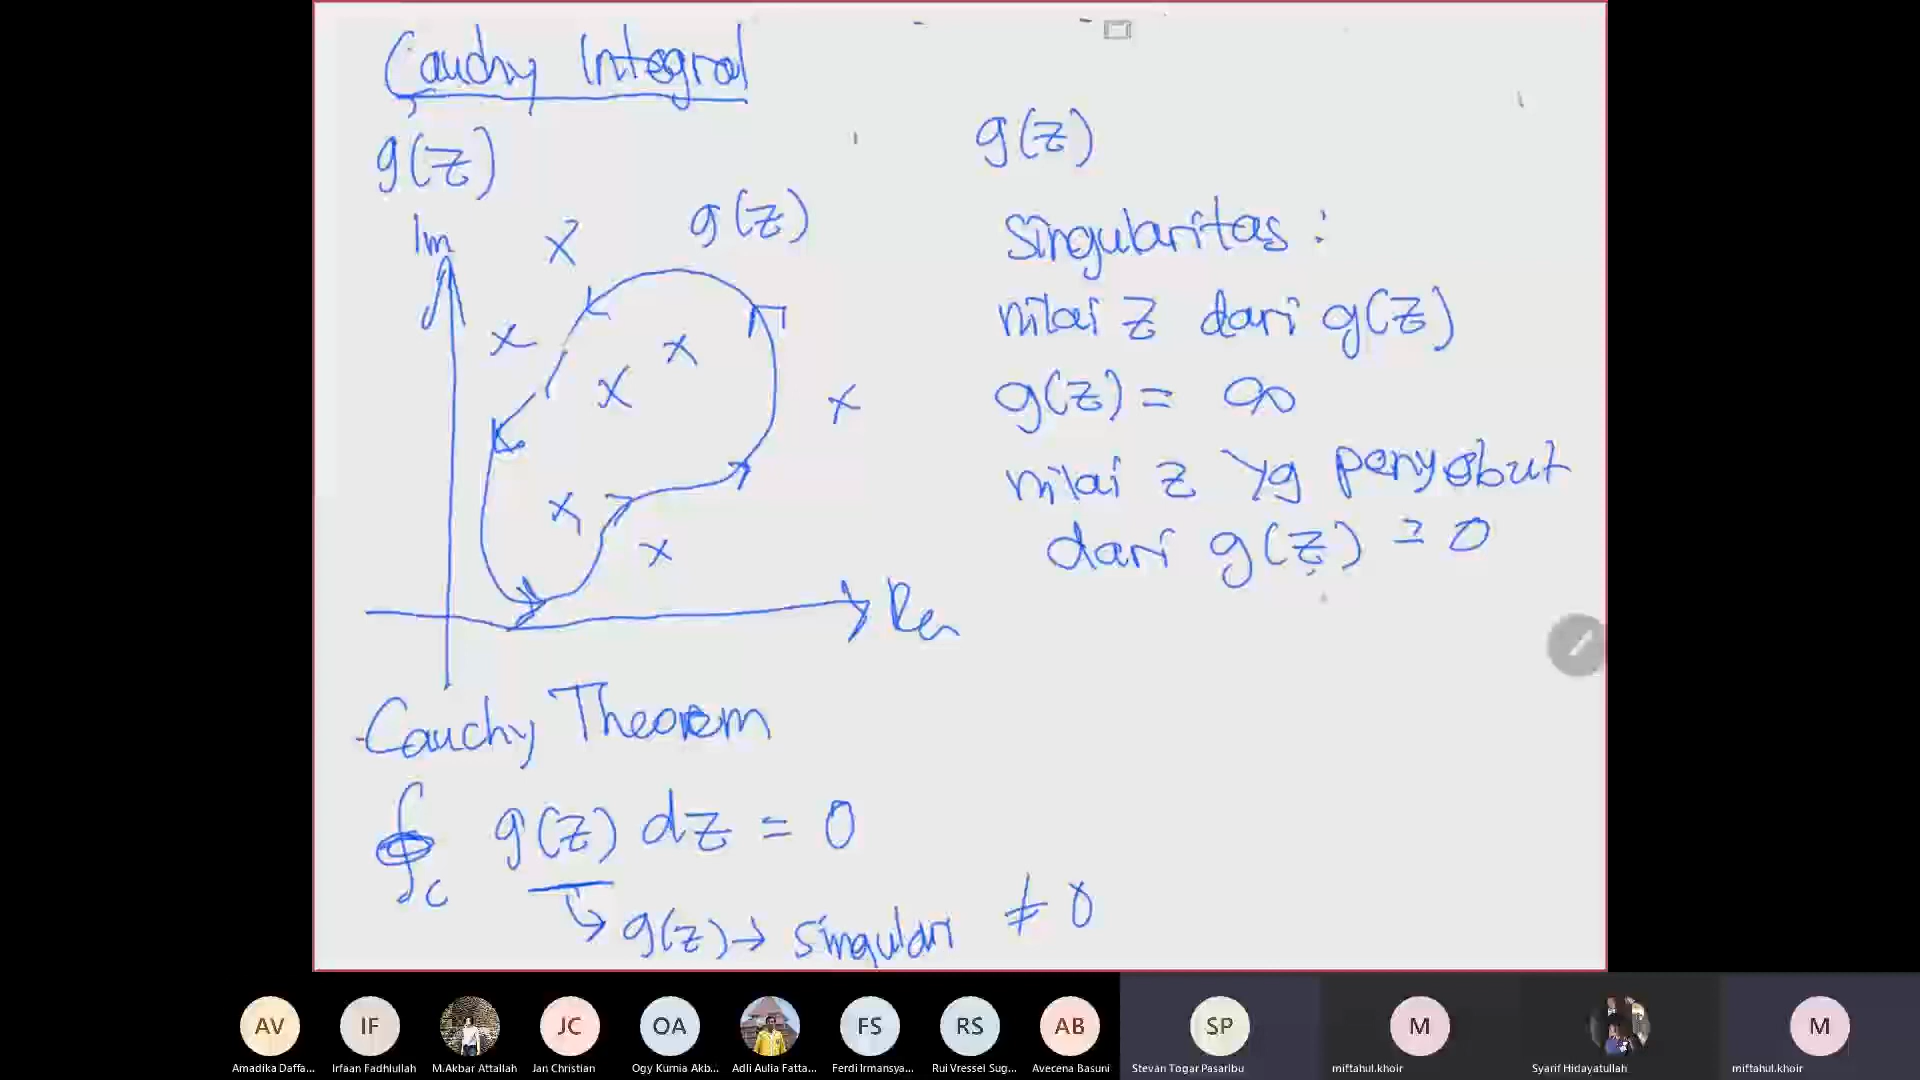 Cauchy Integral
g(z)
Im
g(z)
x
x
x
x
x
x
x
Re
Cauchy Theorem
∮c g(z) dz = 0
↳ g(z) → singulari ≠ 0
g(z)
Singularitas :
nilai z dari g(z)
g(z) = ∞
nilai z yg penyebut
dari g(z) = 0
AV
IF
JC
OA
FS
RS
AB
SP
M
M
Amadika Daffa...
Irfaan Fadhlullah
M.Akbar Attallah
Jan Christian
Ogy Kurnia Akb...
Adli Aulia Fatta...
Ferdi Irmansya...
Rui Vressel Sug...
Avecena Basuni
Stevan Togar Pasaribu
miftahul.khoir
Syarif Hidayatullah
miftahul.khoir